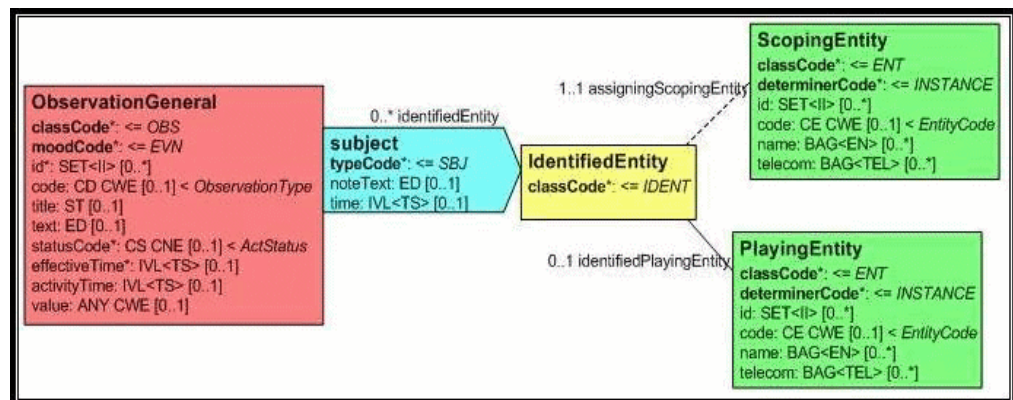 ObservationGeneral
classCode*: <= OBS
moodCode*: <= EVN
id*: SET<II> [0..*]
code: CD CWE [0..1] < ObservationType
title: ST [0..1]
text: ED [0..1]
statusCode*: CS CNE [0..1] < ActStatus
effectiveTime*: IVL<TS> [0..1]
activityTime: IVL<TS> [0..1]
value: ANY CWE [0..1]
0..* identifiedEntity
subject
typeCode*: <= SBJ
noteText: ED [0..1]
time: IVL<TS> [0..1]
IdentifiedEntity
classCode*: <= IDENT
1..1 assigningScopingEntity
ScopingEntity
classCode*: <= ENT
determinerCode*: <= INSTANCE
id: SET<II> [0..*]
code: CE CWE [0..1] < EntityCode
name: BAG<EN> [0..*]
telecom: BAG<TEL> [0..*]
0..1 identifiedPlayingEntity
PlayingEntity
classCode*: <= ENT
determinerCode*: <= INSTANCE
id: SET<II> [0..*]
code: CE CWE [0..1] < EntityCode
name: BAG<EN> [0..*]
telecom: BAG<TEL> [0..*]